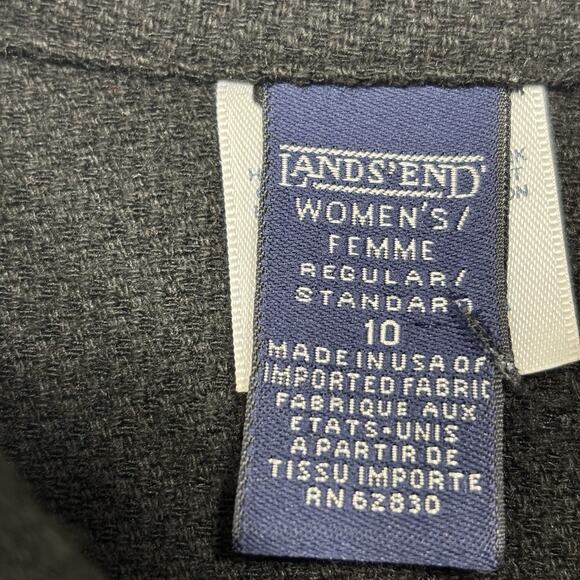 LANDS' END
WOMEN'S/
FEMME
REGULAR/
STANDARD
10
MADE IN USA OF
IMPORTED FABRIC
FABRIQUE AUX
ETATS-UNIS
A PARTIR DE
TISSU IMPORTE
RN 62830